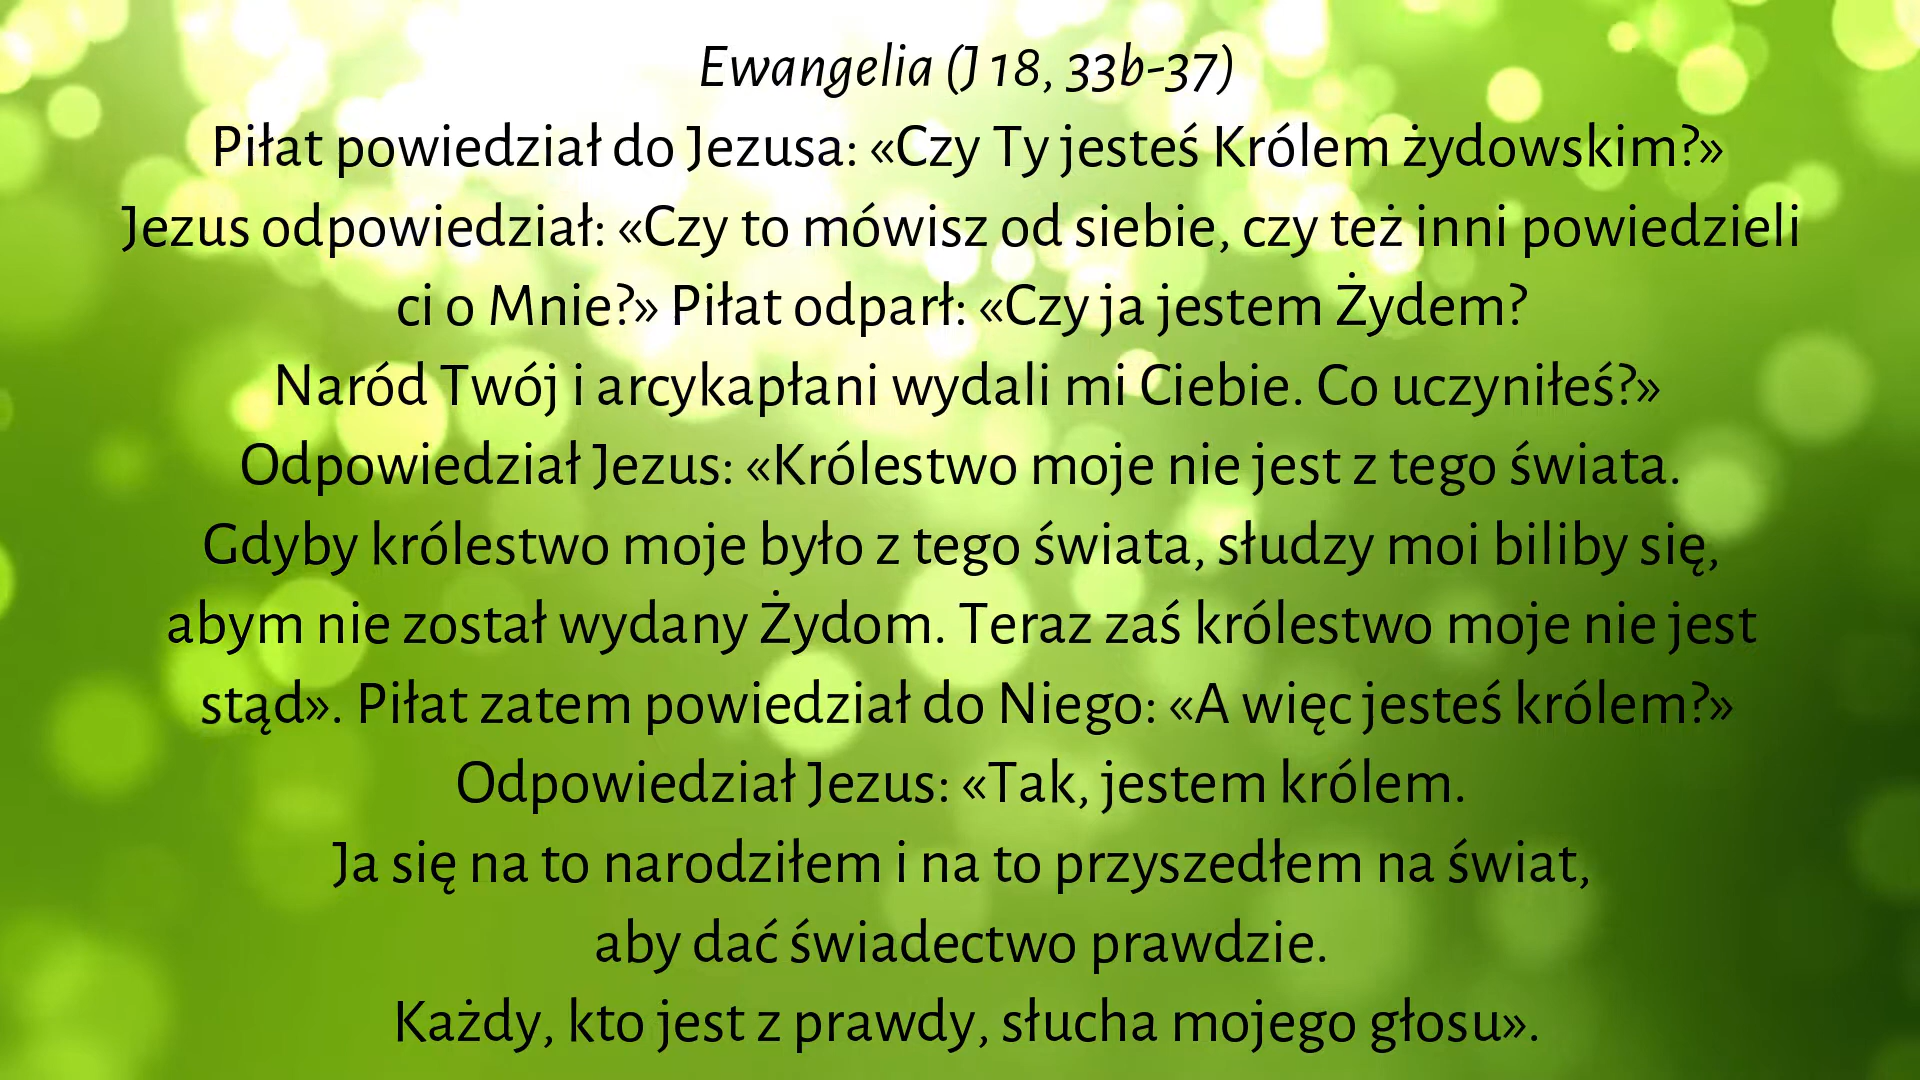 Ewangelia (J 18, 33b-37)
Piłat powiedział do Jezusa: «Czy Ty jesteś Królem żydowskim?»
Jezus odpowiedział: «Czy to mówisz od siebie, czy też inni powiedzieli
ci o Mnie?» Piłat odparł: «Czy ja jestem Żydem?
Naród Twój i arcykapłani wydali mi Ciebie. Co uczyniłeś?»
Odpowiedział Jezus: «Królestwo moje nie jest z tego świata.
Gdyby królestwo moje było z tego świata, słudzy moi biliby się,
abym nie został wydany Żydom. Teraz zaś królestwo moje nie jest
stąd». Piłat zatem powiedział do Niego: «A więc jesteś królem?»
Odpowiedział Jezus: «Tak, jestem królem.
Ja się na to narodziłem i na to przyszedłem na świat,
aby dać świadectwo prawdzie.
Każdy, kto jest z prawdy, słucha mojego głosu».